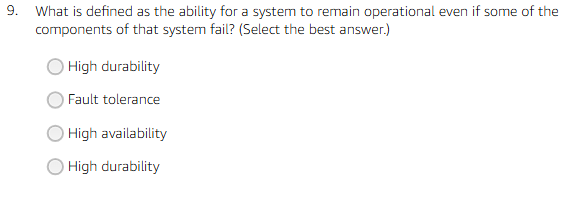 9. What is defined as the ability for a system to remain operational even if some of the
components of that system fail? (Select the best answer.)
High durability
Fault tolerance
High availability
High durability